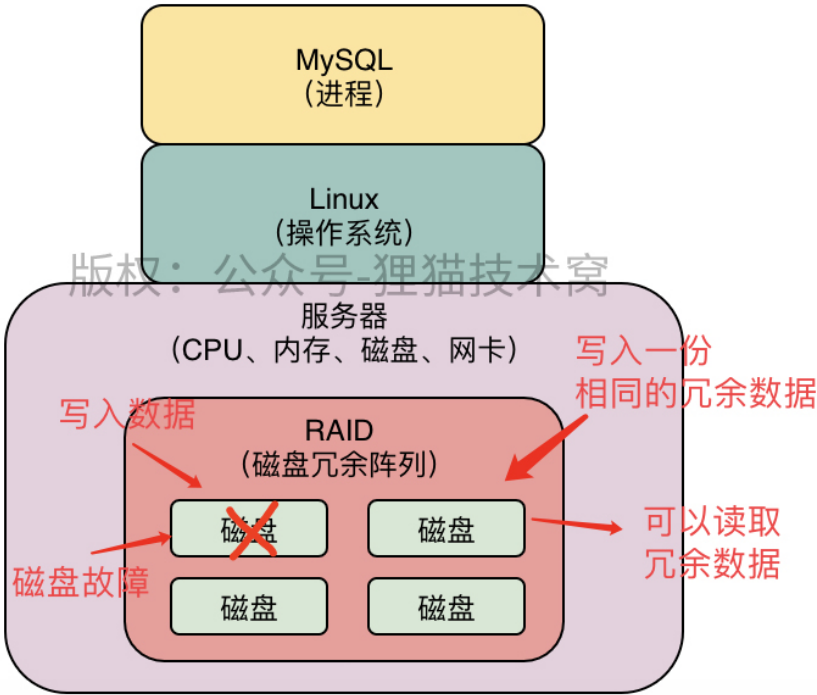 MySQL
（进程）
Linux
（操作系统）
版权：公众号-狸猫技术窝
服务器
（CPU、内存、磁盘、网卡）
写入一份
相同的冗余数据
写入数据
RAID
（磁盘冗余阵列）
磁盘
磁盘
可以读取
冗余数据
磁盘故障
磁盘
磁盘